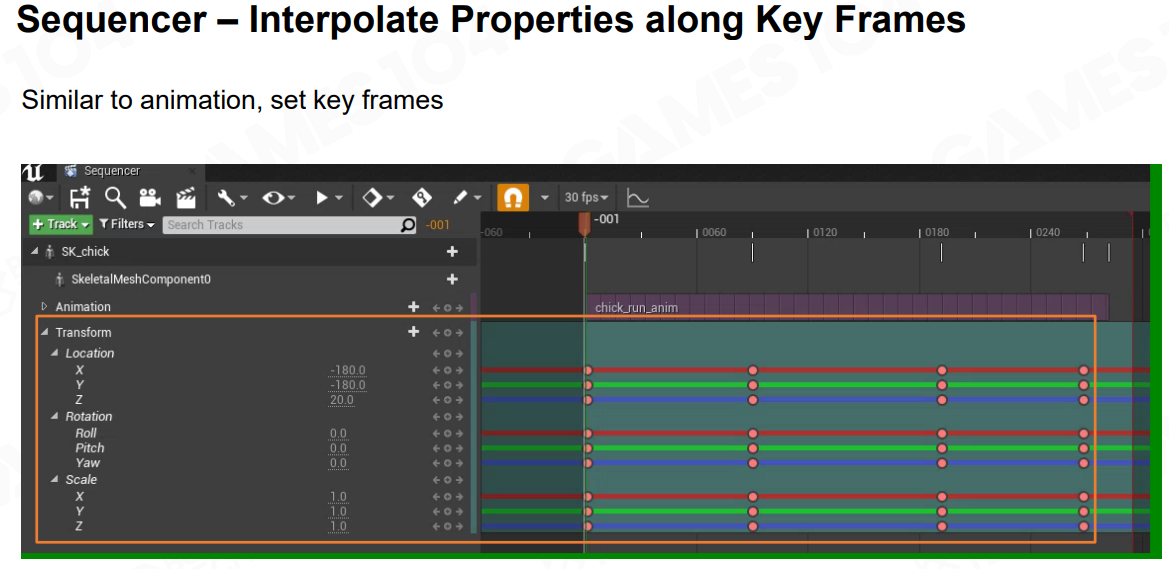 Sequencer – Interpolate Properties along Key Frames
Similar to animation, set key frames
Sequencer
30 fps
Track Filters Search Tracks -001
-001
-060 0060 0120 0180 0240
SK_chick
SkeletalMeshComponent0
Animation chick_run_anim
Transform
Location
X -180.0
Y -180.0
Z 20.0
Rotation
Roll 0.0
Pitch 0.0
Yaw 0.0
Scale
X 1.0
Y 1.0
Z 1.0